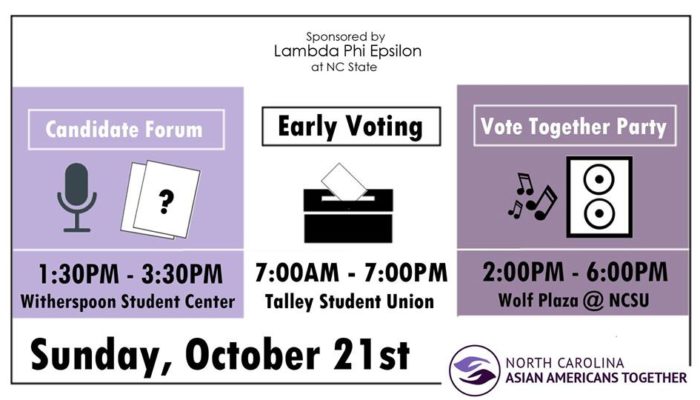 Sponsored by
Lambda Phi Epsilon
at NC State
Candidate Forum
?
1:30PM - 3:30PM
Witherspoon Student Center
Early Voting
7:00AM - 7:00PM
Talley Student Union
Vote Together Party
2:00PM - 6:00PM
Wolf Plaza @ NCSU
Sunday, October 21st
NORTH CAROLINA
ASIAN AMERICANS TOGETHER